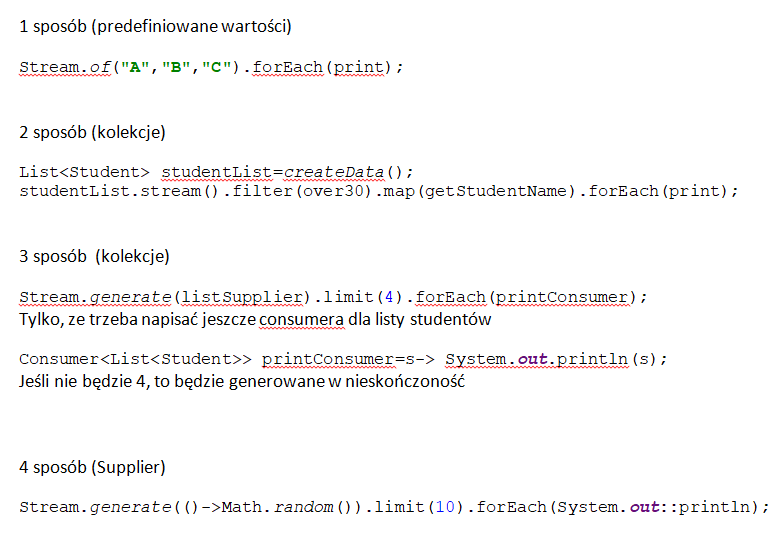 1 sposób (predefiniowane wartości)
Stream.of("A","B","C").forEach(print);
2 sposób (kolekcje)
List<Student> studentList=createData();
studentList.stream().filter(over30).map(getStudentName).forEach(print);
3 sposób  (kolekcje)
Stream.generate(listSupplier).limit(4).forEach(printConsumer);
Tylko, ze trzeba napisać jeszcze consumera dla listy studentów
Consumer<List<Student>> printConsumer=s-> System.out.println(s);
Jeśli nie będzie 4, to będzie generowane w nieskończoność
4 sposób (Supplier)
Stream.generate(()->Math.random()).limit(10).forEach(System.out::println);